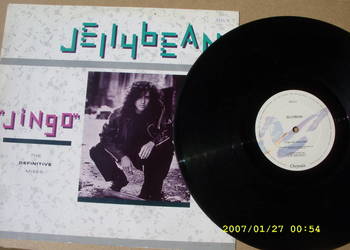 JELLYBEAN
"JINGO"
THE
DEFINITIVE
MIXES
JELLYBEAN
Chrysalis
2007/01/27 00:54